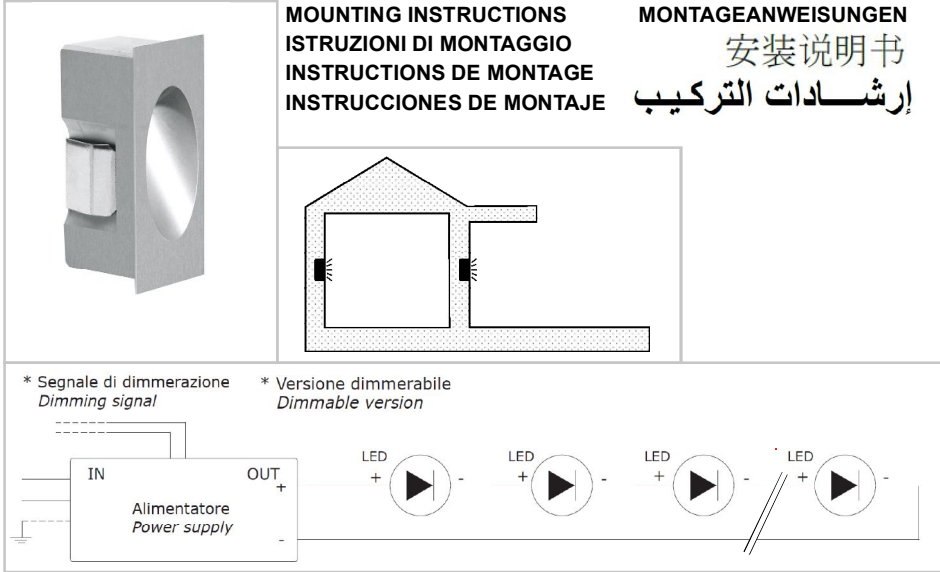 MOUNTING INSTRUCTIONS
ISTRUZIONI DI MONTAGGIO
INSTRUCTIONS DE MONTAGE
INSTRUCCIONES DE MONTAJE
MONTAGEANWEISUNGEN
安装说明书
إرشــــادات التركيب
* Segnale di dimmerazione
Dimming signal
* Versione dimmerabile
Dimmable version
IN
OUT
+
Alimentatore
Power supply
-
LED
+ -
LED
+ -
LED
+ -
LED
+ -